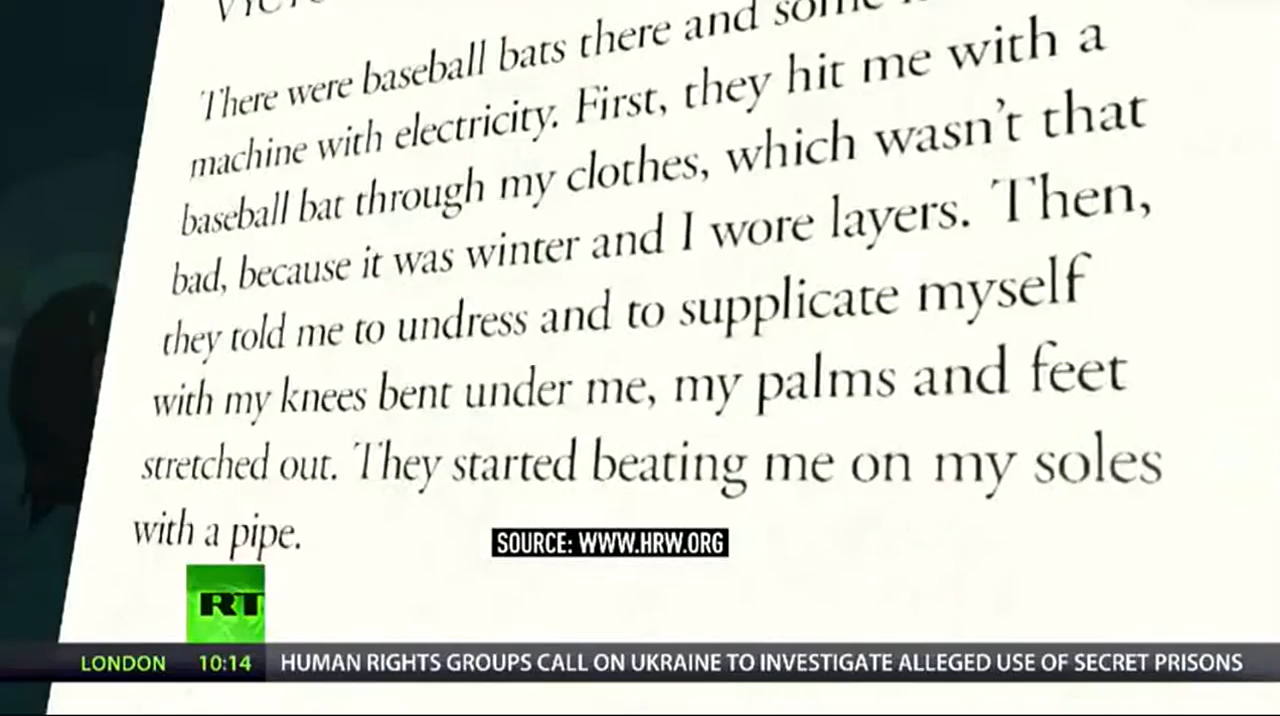 There were baseball bats there and
machine with electricity. First, they hit me with a
baseball bat through my clothes, which wasn't that
bad, because it was winter and I wore layers. Then,
they told me to undress and to supplicate myself
with my knees bent under me, my palms and feet
stretched out. They started beating me on my soles
with a pipe.
SOURCE: WWW.HRW.ORG
RT
LONDON 10:14 HUMAN RIGHTS GROUPS CALL ON UKRAINE TO INVESTIGATE ALLEGED USE OF SECRET PRISONS